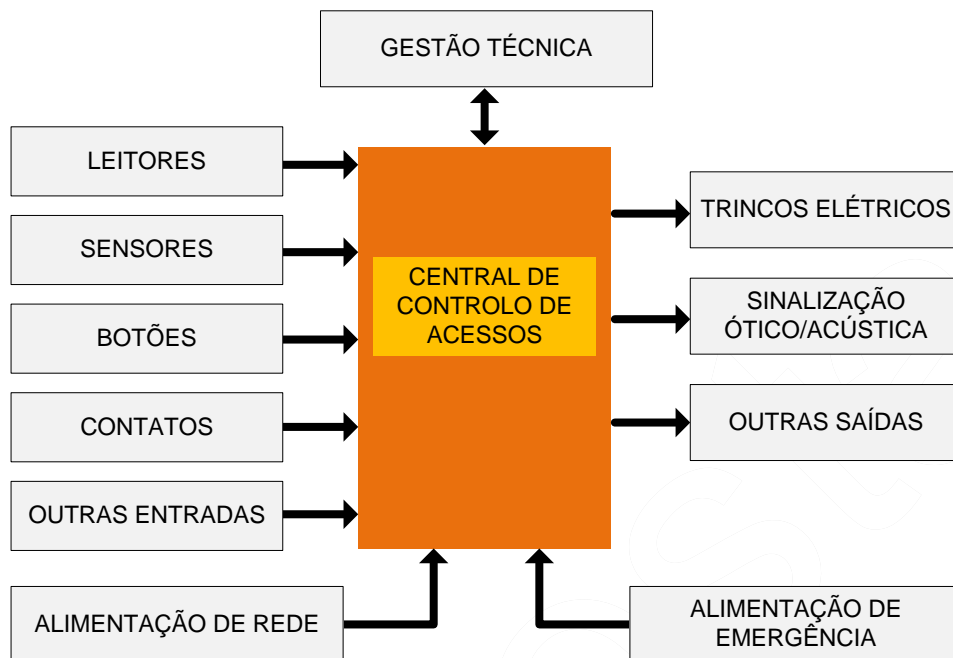 GESTÃO TÉCNICA
LEITORES
SENSORES
BOTÕES
CONTATOS
OUTRAS ENTRADAS
CENTRAL DE
CONTROLO DE
ACESSOS
TRINCOS ELÉTRICOS
SINALIZAÇÃO
ÓTICO/ACÚSTICA
OUTRAS SAÍDAS
ALIMENTAÇÃO DE REDE
ALIMENTAÇÃO DE
EMERGÊNCIA